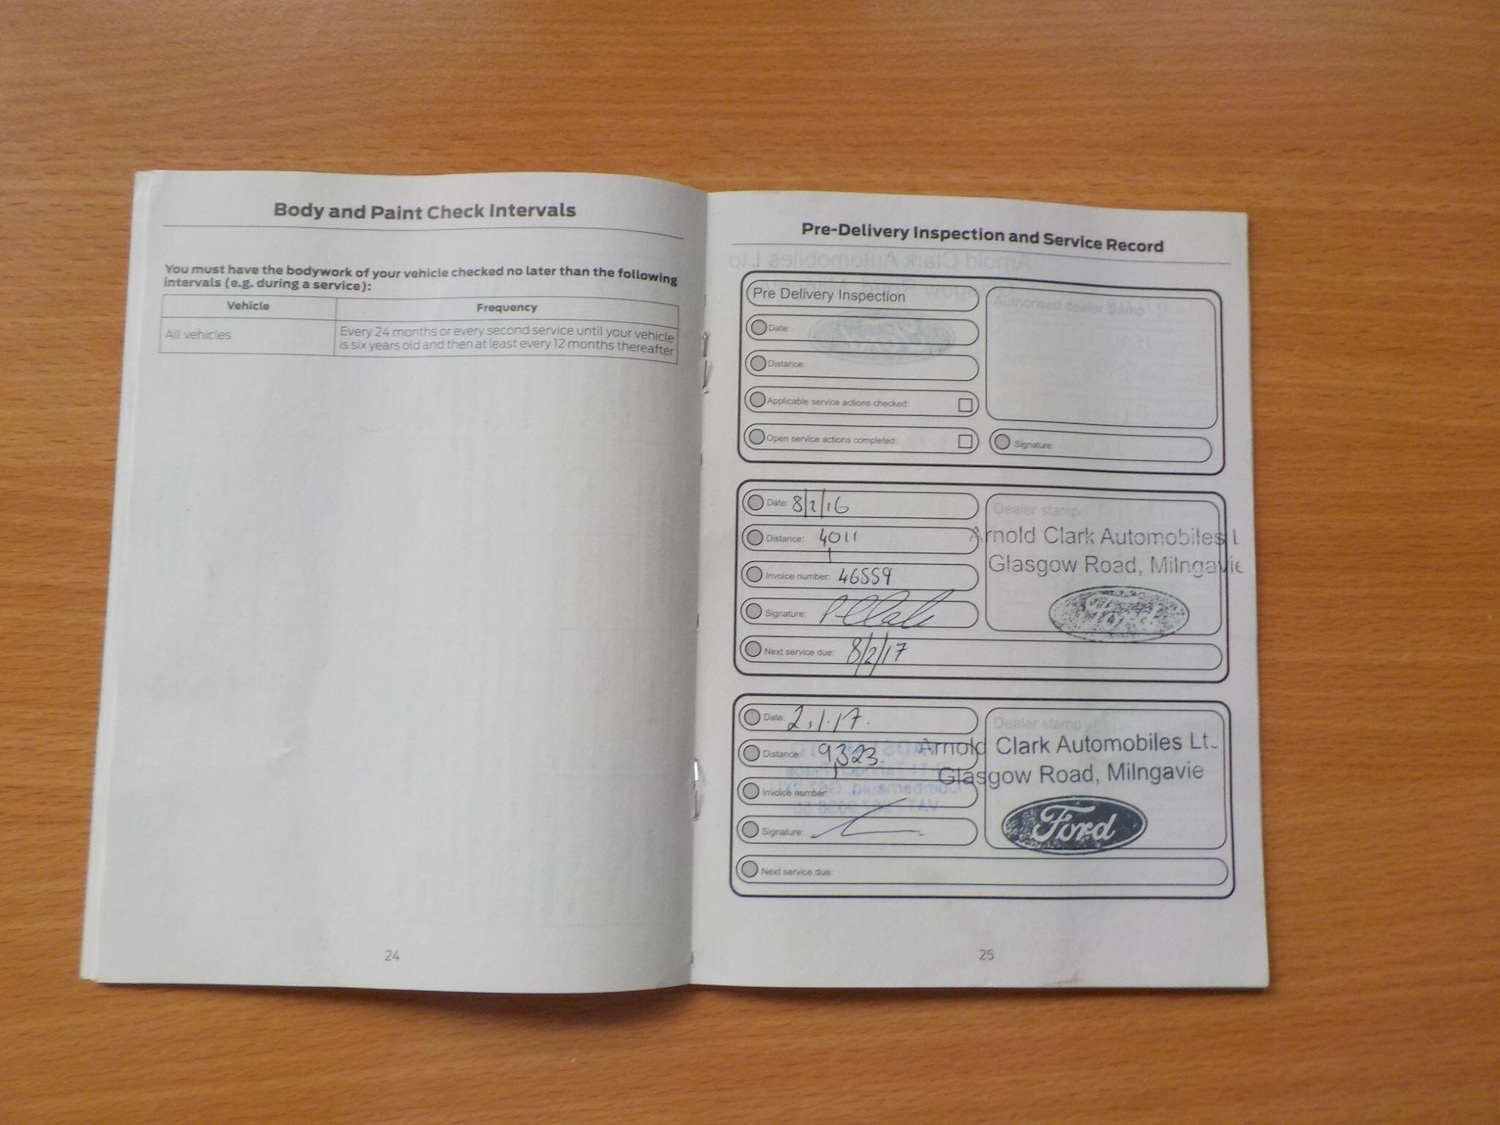 Body and Paint Check Intervals
You must have the bodywork of your vehicle checked no later than the following
intervals (e.g. during a service):
Vehicle Frequency
All vehicles Every 24 months or every second service until your vehicle
is six years old and then at least every 12 months thereafter
24
Pre-Delivery Inspection and Service Record
Pre Delivery Inspection
Authorised dealer stamp
Date:
Distance:
Applicable service actions checked:
Open service actions completed:
Signature:
Date: 8/2/16
Distance: 4,011
Invoice number: 46559
Signature:
Next service due: 8/2/17
Dealer stamp
Arnold Clark Automobiles L
Glasgow Road, Milngavie
Ford
Date: 2.1.17.
Distance: 9,323
Invoice number:
Signature:
Next service due:
Dealer stamp
Arnold Clark Automobiles Lt
Glasgow Road, Milngavie
Ford
25